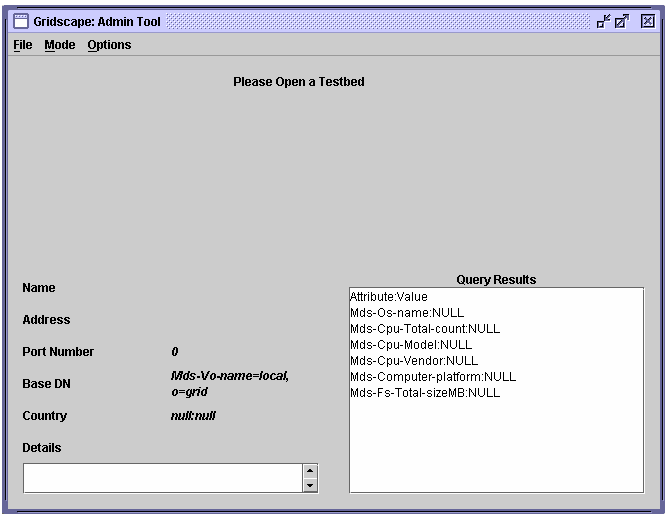 Gridscape: Admin Tool
File Mode Options
Please Open a Testbed
Name
Address
Port Number 0
Base DN Mds-Vo-name=local,
o=grid
Country null:null
Details
Query Results
Attribute:Value
Mds-Os-name:NULL
Mds-Cpu-Total-count:NULL
Mds-Cpu-Model:NULL
Mds-Cpu-Vendor:NULL
Mds-Computer-platform:NULL
Mds-Fs-Total-sizeMB:NULL